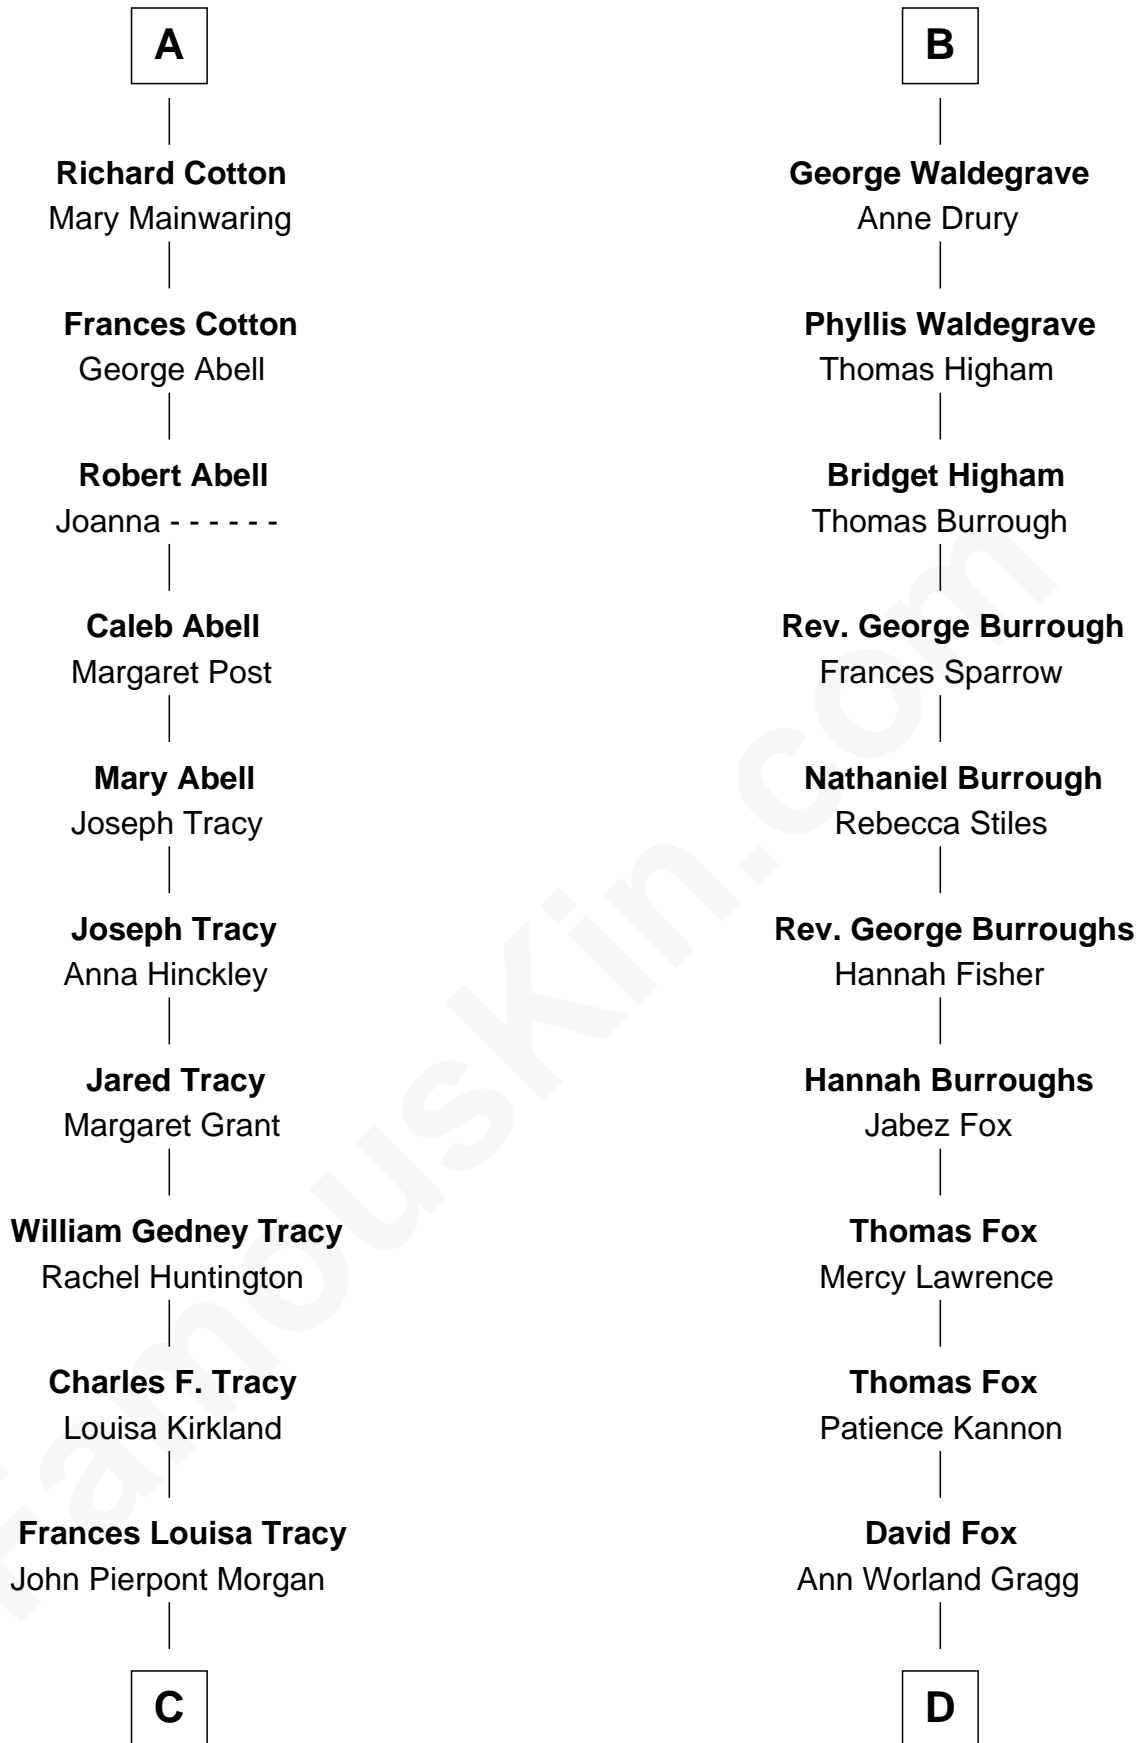 A
Richard Cotton
Mary Mainwaring
Frances Cotton
George Abell
Robert Abell
Joanna - - - - - -
Caleb Abell
Margaret Post
Mary Abell
Joseph Tracy
Joseph Tracy
Anna Hinckley
Jared Tracy
Margaret Grant
William Gedney Tracy
Rachel Huntington
Charles F. Tracy
Louisa Kirkland
Frances Louisa Tracy
John Pierpont Morgan
C
B
George Waldegrave
Anne Drury
Phyllis Waldegrave
Thomas Higham
Bridget Higham
Thomas Burrough
Rev. George Burrough
Frances Sparrow
Nathaniel Burrough
Rebecca Stiles
Rev. George Burroughs
Hannah Fisher
Hannah Burroughs
Jabez Fox
Thomas Fox
Mercy Lawrence
Thomas Fox
Patience Kannon
David Fox
Ann Worland Gragg
D
FamousKin.com